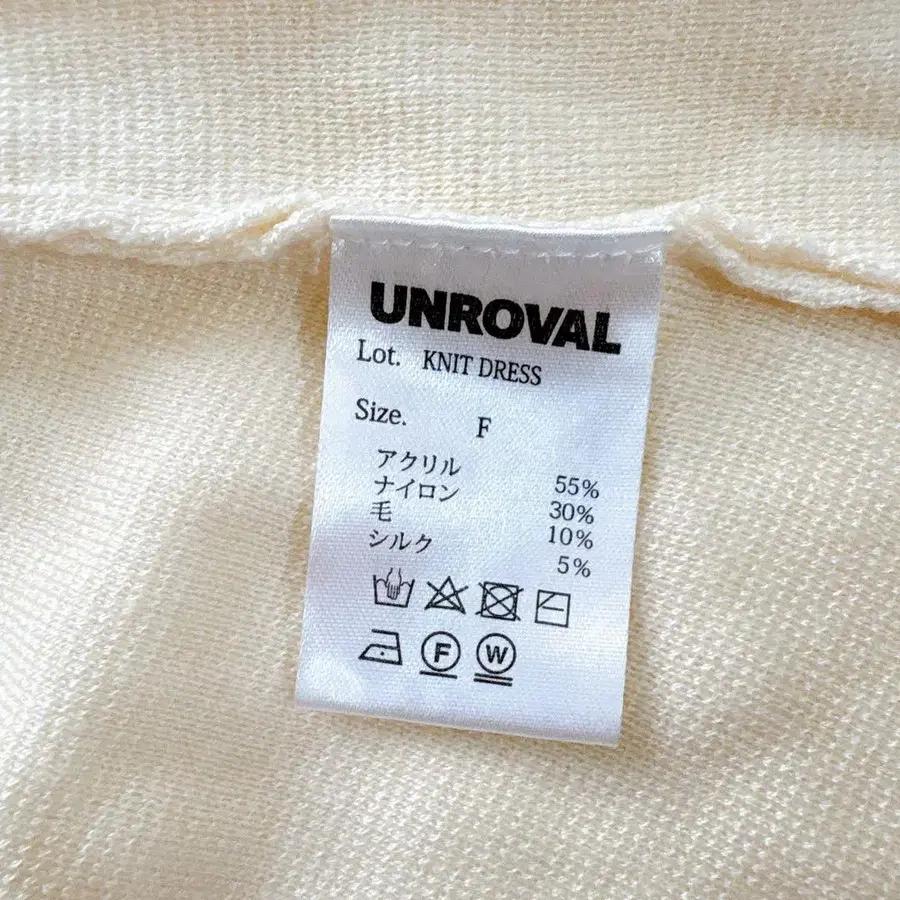 UNROVAL
Lot. KNIT DRESS
Size. F
アクリル 55%
ナイロン 30%
毛 10%
シルク 5%
F W